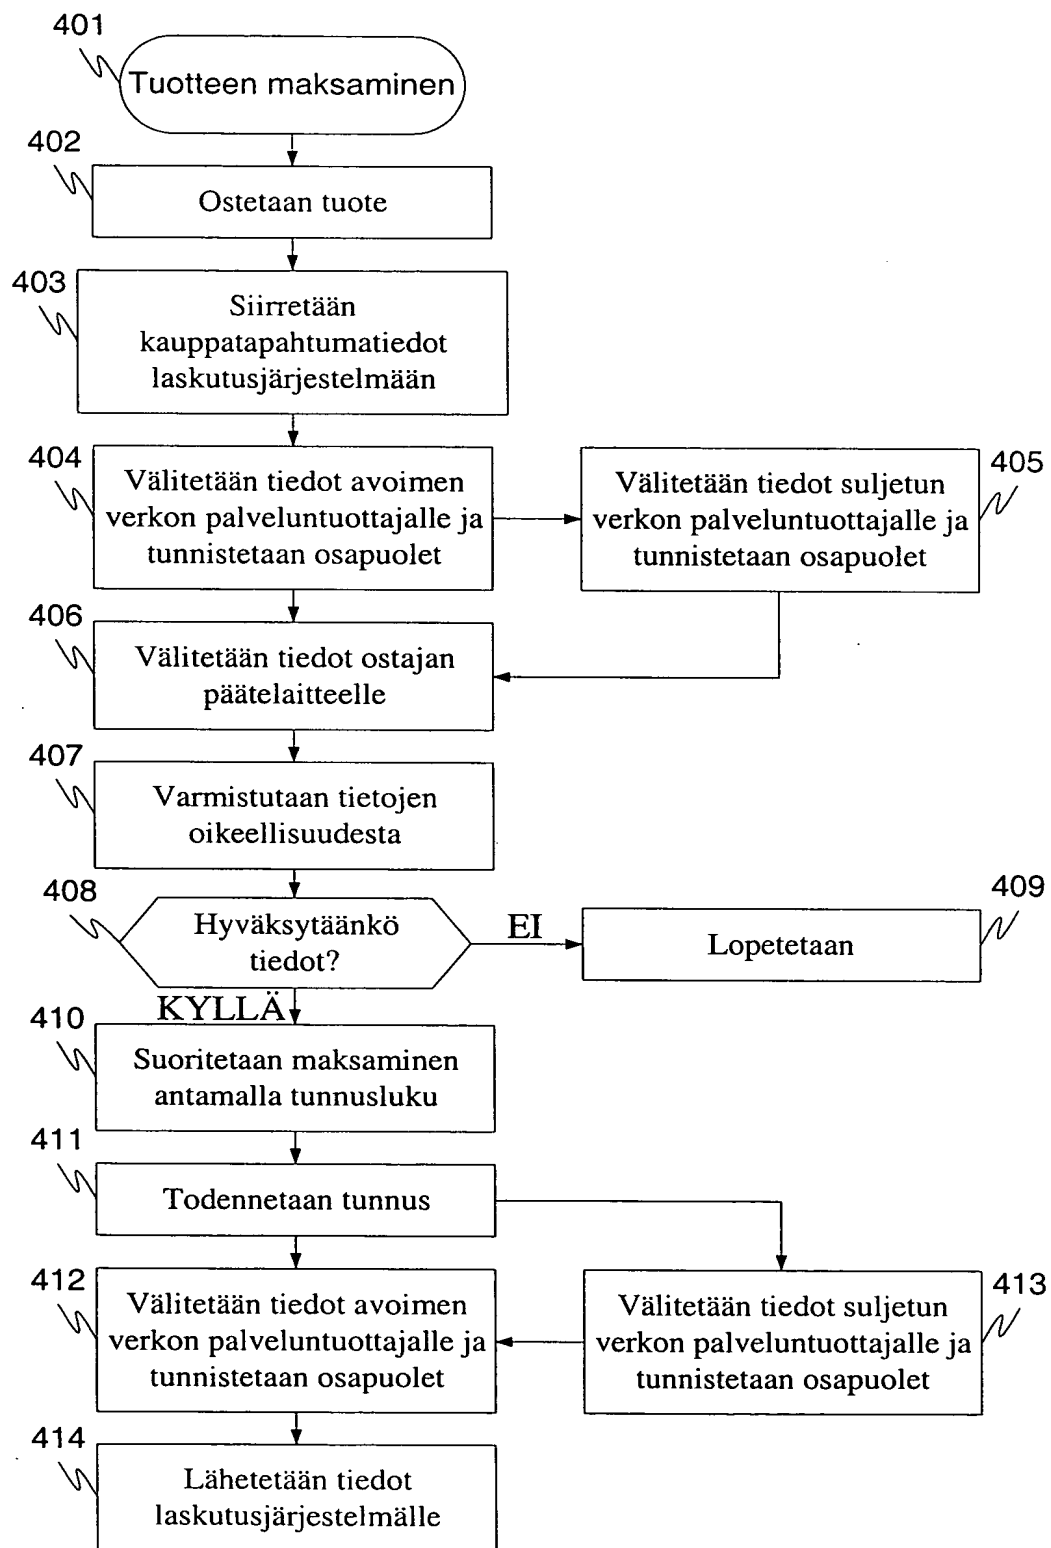 401
Tuotteen maksaminen
402
Ostetaan tuote
403
Siirretään
kauppatapahtumatiedot
laskutusjärjestelmään
404
Välitetään tiedot avoimen
verkon palveluntuottajalle ja
tunnistetaan osapuolet
405
Välitetään tiedot suljetun
verkon palveluntuottajalle ja
tunnistetaan osapuolet
406
Välitetään tiedot ostajan
päätelaitteelle
407
Varmistutaan tietojen
oikeellisuudesta
408
Hyväksytäänkö
tiedot?
EI
409
Lopetetaan
KYLLÄ
410
Suoritetaan maksaminen
antamalla tunnusluku
411
Todennetaan tunnus
412
Välitetään tiedot avoimen
verkon palveluntuottajalle ja
tunnistetaan osapuolet
413
Välitetään tiedot suljetun
verkon palveluntuottajalle ja
tunnistetaan osapuolet
414
Lähetetään tiedot
laskutusjärjestelmälle